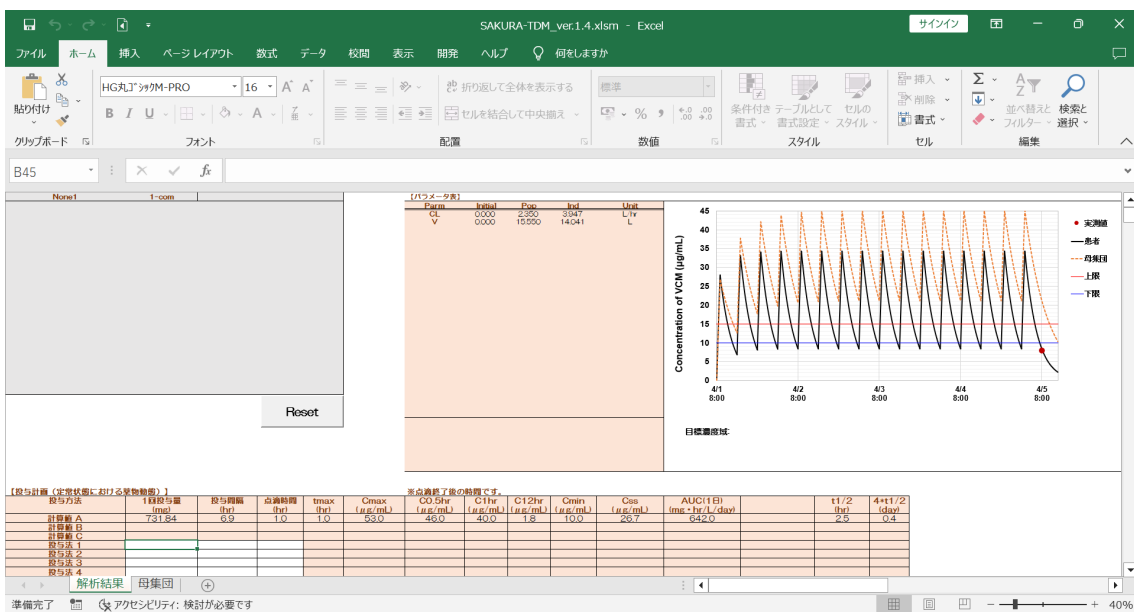 SAKURA-TDM_ver.1.4.xlsm - Excel
サインイン
ファイル ホーム 挿入 ページ レイアウト 数式 データ 校閲 表示 開発 ヘルプ 何をしますか
HG丸ｺﾞｼｯｸM-PRO 16
折り返して全体を表示する
標準
貼り付け
B I U
セルを結合して中央揃え
条件付き書式 テーブルとして書式設定 セルのスタイル
挿入
削除
書式
並べ替えとフィルター 検索と選択
クリップボード フォント 配置 数値 スタイル セル 編集
B45 fx
None1 1-com
【パラメータ表】
Parm Initial Pop Ind Unit
CL 0.000 2.350 3.947 L/hr
V 0.000 15.550 14.041 L
Concentration of VCM (μg/mL)
45
40
35
30
25
20
15
10
5
0
4/1 8:00 4/2 8:00 4/3 8:00 4/4 8:00 4/5 8:00
実測値
患者
母集団
上限
下限
目標濃度域:
Reset
【投与計画（定常状態における薬物動態）】 ※点滴終了後の時間です。
投与方法 1回投与量 (mg) 投与間隔 (hr) 点滴時間 (hr) tmax (hr) Cmax (μg/mL) C0.5hr (μg/mL) C1hr (μg/mL) C12hr (μg/mL) Cmin (μg/mL) Css (μg/mL) AUC(1日) (mg・hr/L/day) t1/2 (hr) 4*t1/2 (day)
計算値 A 731.84 6.9 1.0 1.0 53.0 46.0 40.0 1.8 10.0 26.7 642.0 2.5 0.4
計算値 B
計算値 C
投与法 1
投与法 2
投与法 3
投与法 4
解析結果 母集団
準備完了 アクセシビリティ: 検討が必要です 40%